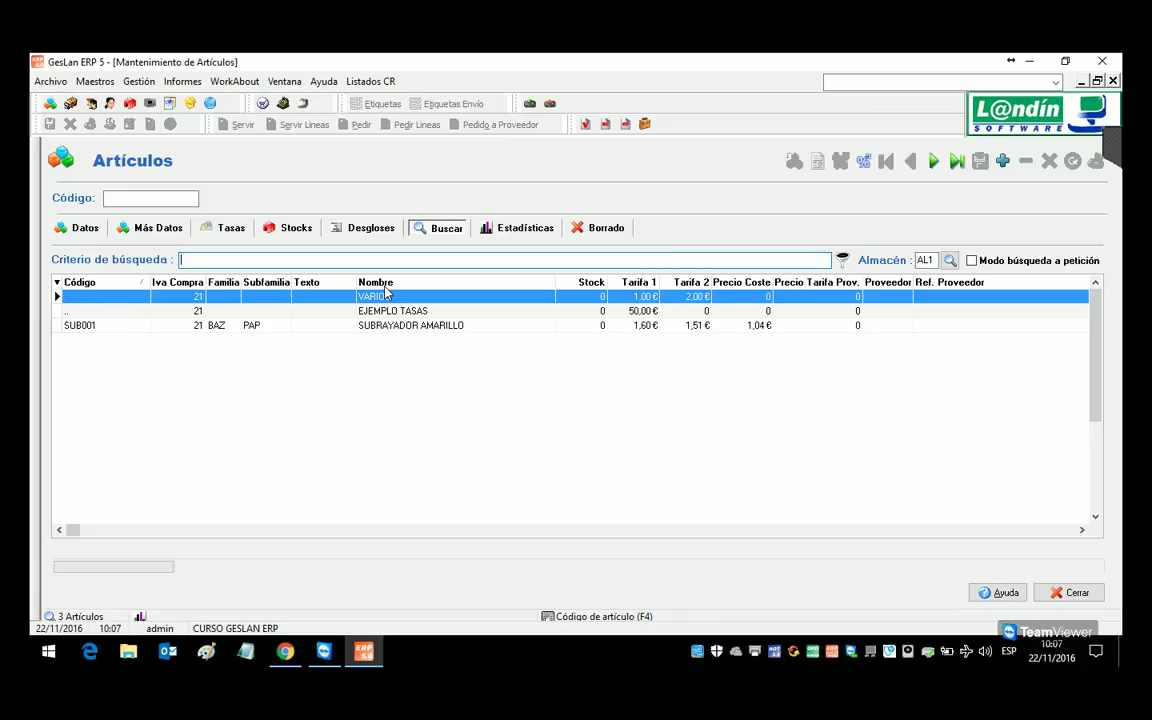 GesLan ERP 5 - [Mantenimiento de Artículos]
Archivo Maestros Gestión Informes WorkAbout Ventana Ayuda Listados CR
Etiquetas Etiquetas Envío
Servir Servir Lineas Pedir Pedir Lineas Pedido a Proveedor
L@ndín
SOFTWARE
Artículos
Código:
Datos Más Datos Tasas Stocks Desgloses Buscar Estadísticas Borrado
Criterio de búsqueda : Almacén : AL1 Modo búsqueda a petición
Código Iva Compra Familia Subfamilia Texto Nombre Stock Tarifa 1 Tarifa 2 Precio Coste Precio Tarifa Prov. Proveedor Ref. Proveedor
21 0 1,00 € 2,00 € 0 0
.. 21 EJEMPLO TASAS 0 50,00 € 0 0 0
SUB001 21 BAZ PAP SUBRAYADOR AMARILLO 0 1,60 € 1,51 € 1,04 € 0
Ayuda Cerrar
3 Artículos Código de artículo (F4)
22/11/2016 10:07 admin CURSO GESLAN ERP
TeamViewer
ESP 10:07
22/11/2016